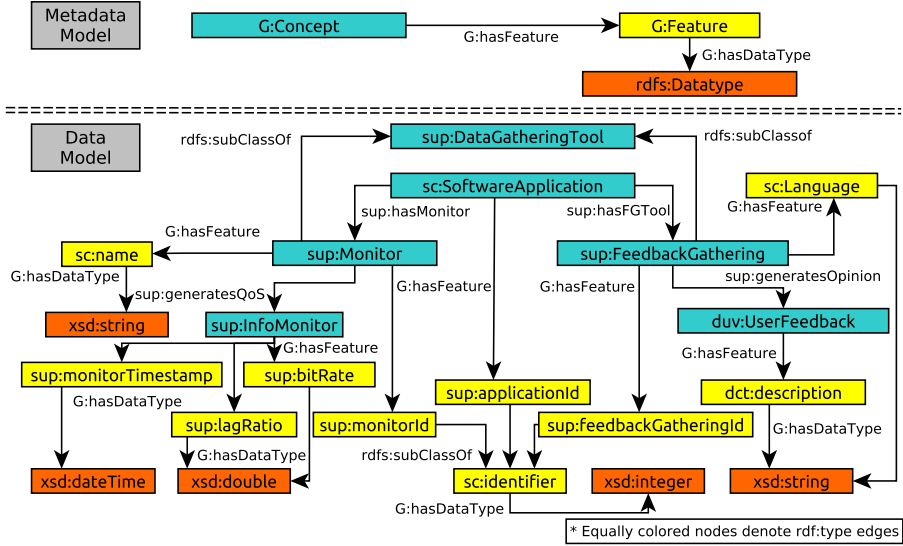 Metadata
Model
G:Concept
G:hasFeature
G:Feature
G:hasDataType
rdfs:Datatype
Data
Model
rdfs:subClassOf
sup:DataGatheringTool
rdfs:subClassof
sc:SoftwareApplication
sc:Language
sup:hasMonitor
sup:hasFGTool
G:hasFeature
G:hasFeature
sc:name
sup:Monitor
sup:FeedbackGathering
G:hasDataType
sup:generatesQoS
G:hasFeature
G:hasFeature
sup:generatesOpinion
xsd:string
sup:InfoMonitor
duv:UserFeedback
G:hasFeature
G:hasFeature
sup:monitorTimestamp
sup:bitRate
sup:applicationId
dct:description
G:hasDataType
sup:lagRatio
sup:monitorId
sup:feedbackGatheringId
G:hasDataType
G:hasDataType
rdfs:subClassOf
xsd:dateTime
xsd:double
sc:identifier
xsd:integer
xsd:string
G:hasDataType
* Equally colored nodes denote rdf:type edges